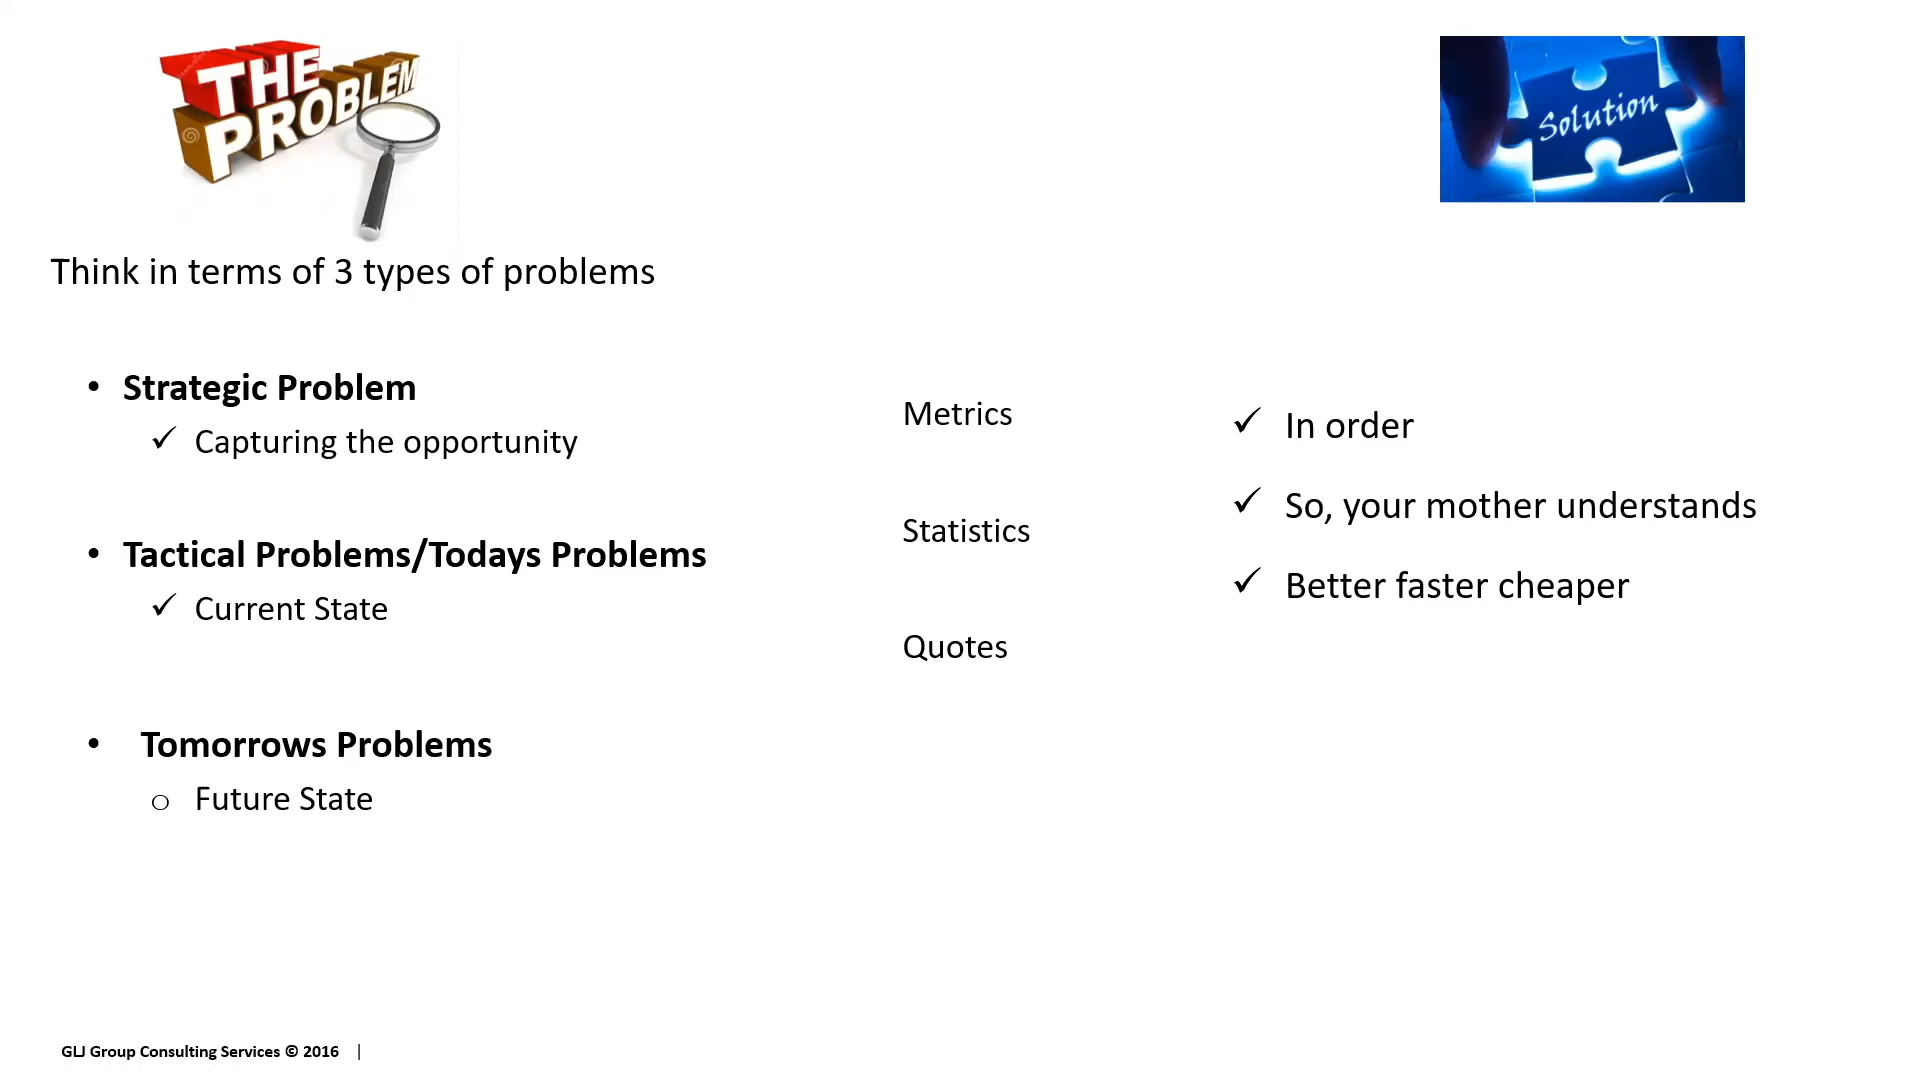 THE
PROBLEM
Solution
Think in terms of 3 types of problems
• Strategic Problem
✓ Capturing the opportunity
• Tactical Problems/Todays Problems
✓ Current State
• Tomorrows Problems
o Future State
Metrics
Statistics
Quotes
✓ In order
✓ So, your mother understands
✓ Better faster cheaper
GLJ Group Consulting Services © 2016 |